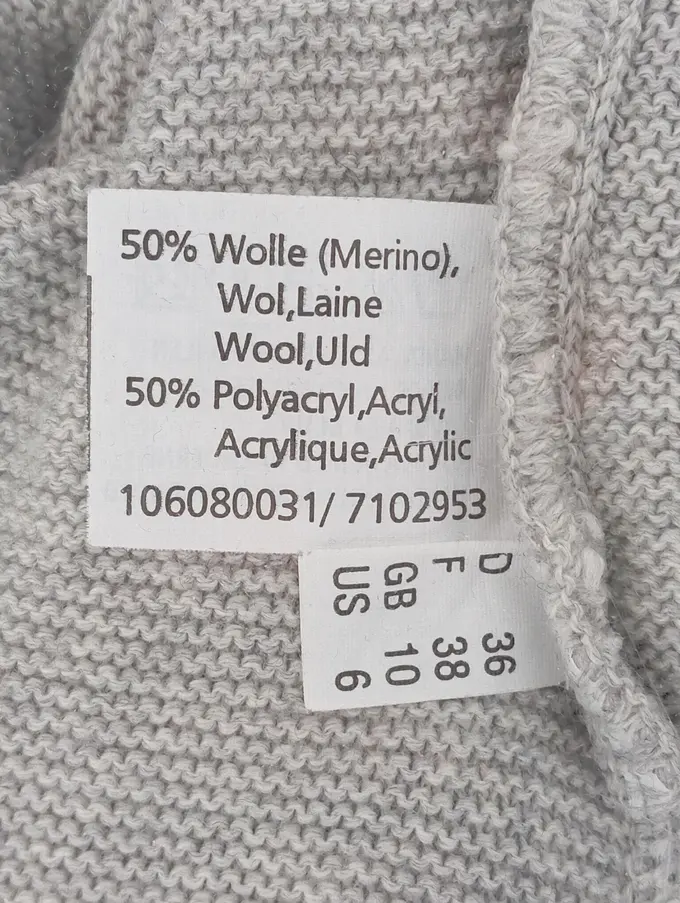 50% Wolle (Merino),
Wol,Laine
Wool,Uld
50% Polyacryl,Acryl,
Acrylique,Acrylic
106080031/ 7102953
D 36
F 38
GB 10
US 6